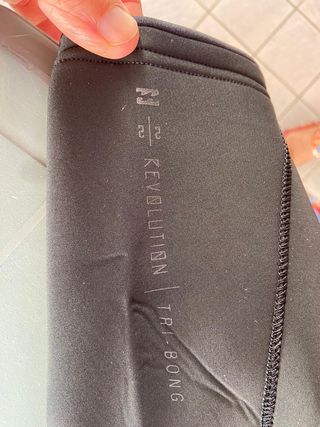 2/2 REVOLUTION | TRI-BONG